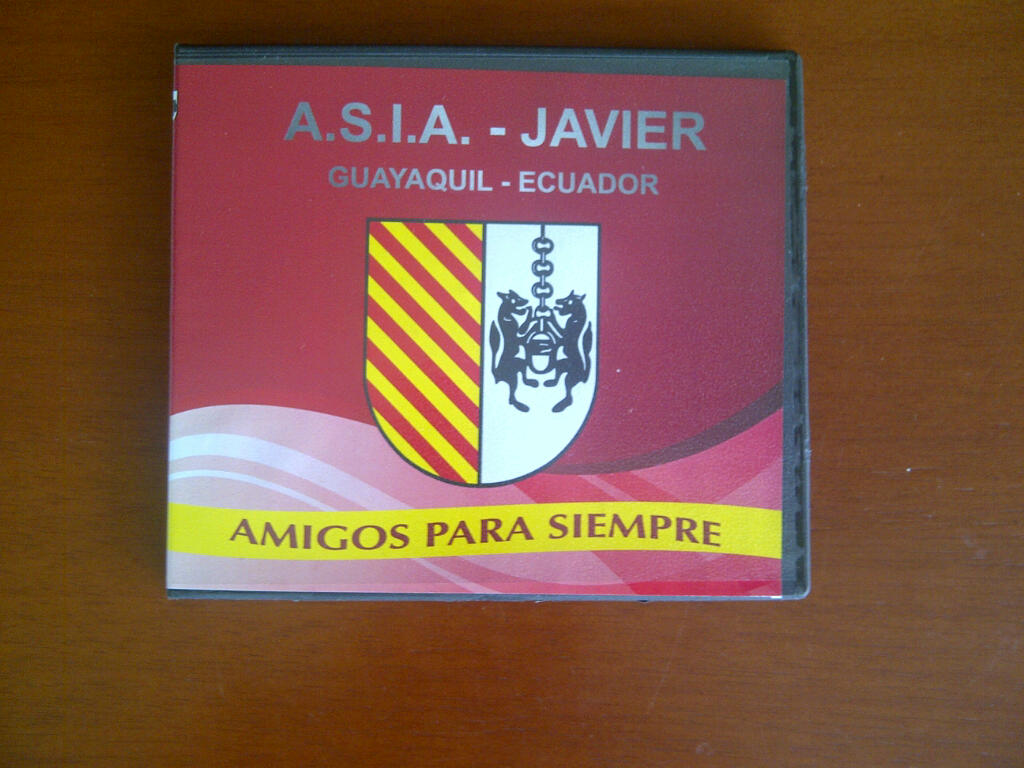 A.S.I.A. - JAVIER
GUAYAQUIL - ECUADOR
AMIGOS PARA SIEMPRE